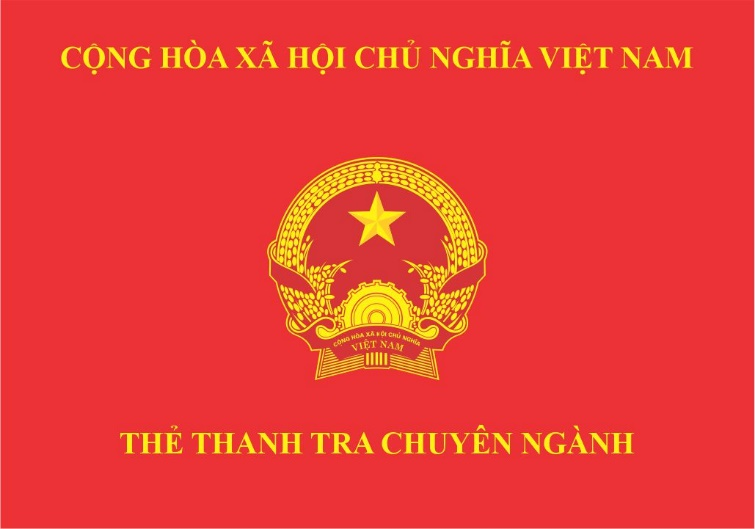 CỘNG HÒA XÃ HỘI CHỦ NGHĨA VIỆT NAM
CỘNG HÒA XÃ HỘI CHỦ NGHĨA
VIỆT NAM
THẺ THANH TRA CHUYÊN NGÀNH